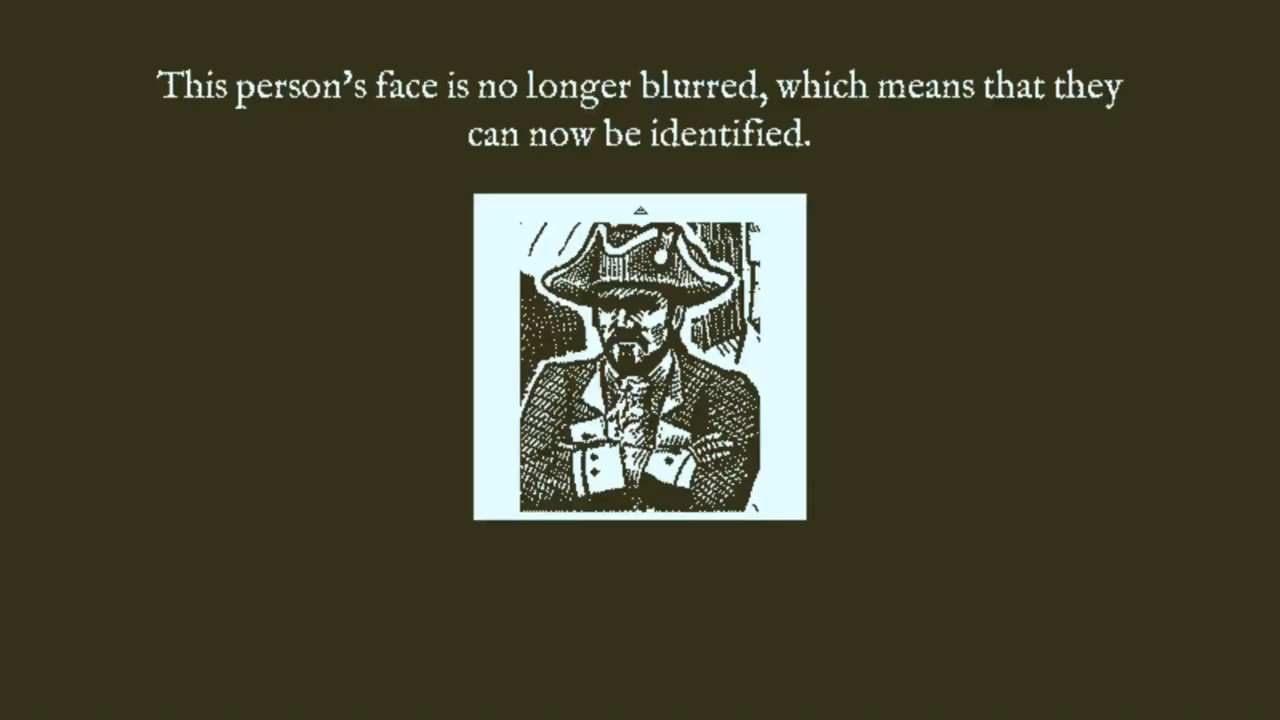 This person's face is no longer blurred, which means that they
can now be identified.